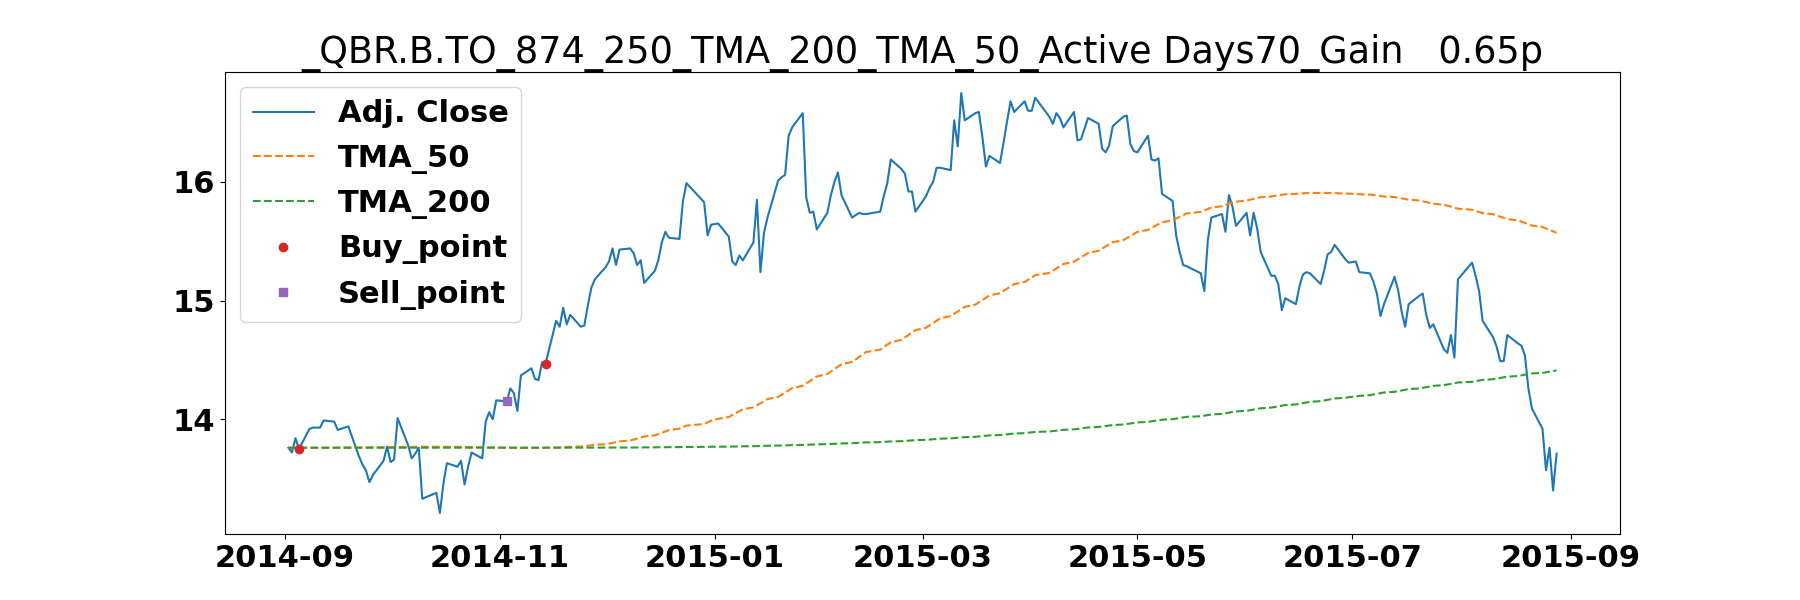 _QBR.B.TO_874_250_TMA_200_TMA_50_Active Days70_Gain   0.65p
Adj. Close
TMA_50
TMA_200
Buy_point
Sell_point
16
15
14
2014-09 2014-11 2015-01 2015-03 2015-05 2015-07 2015-09